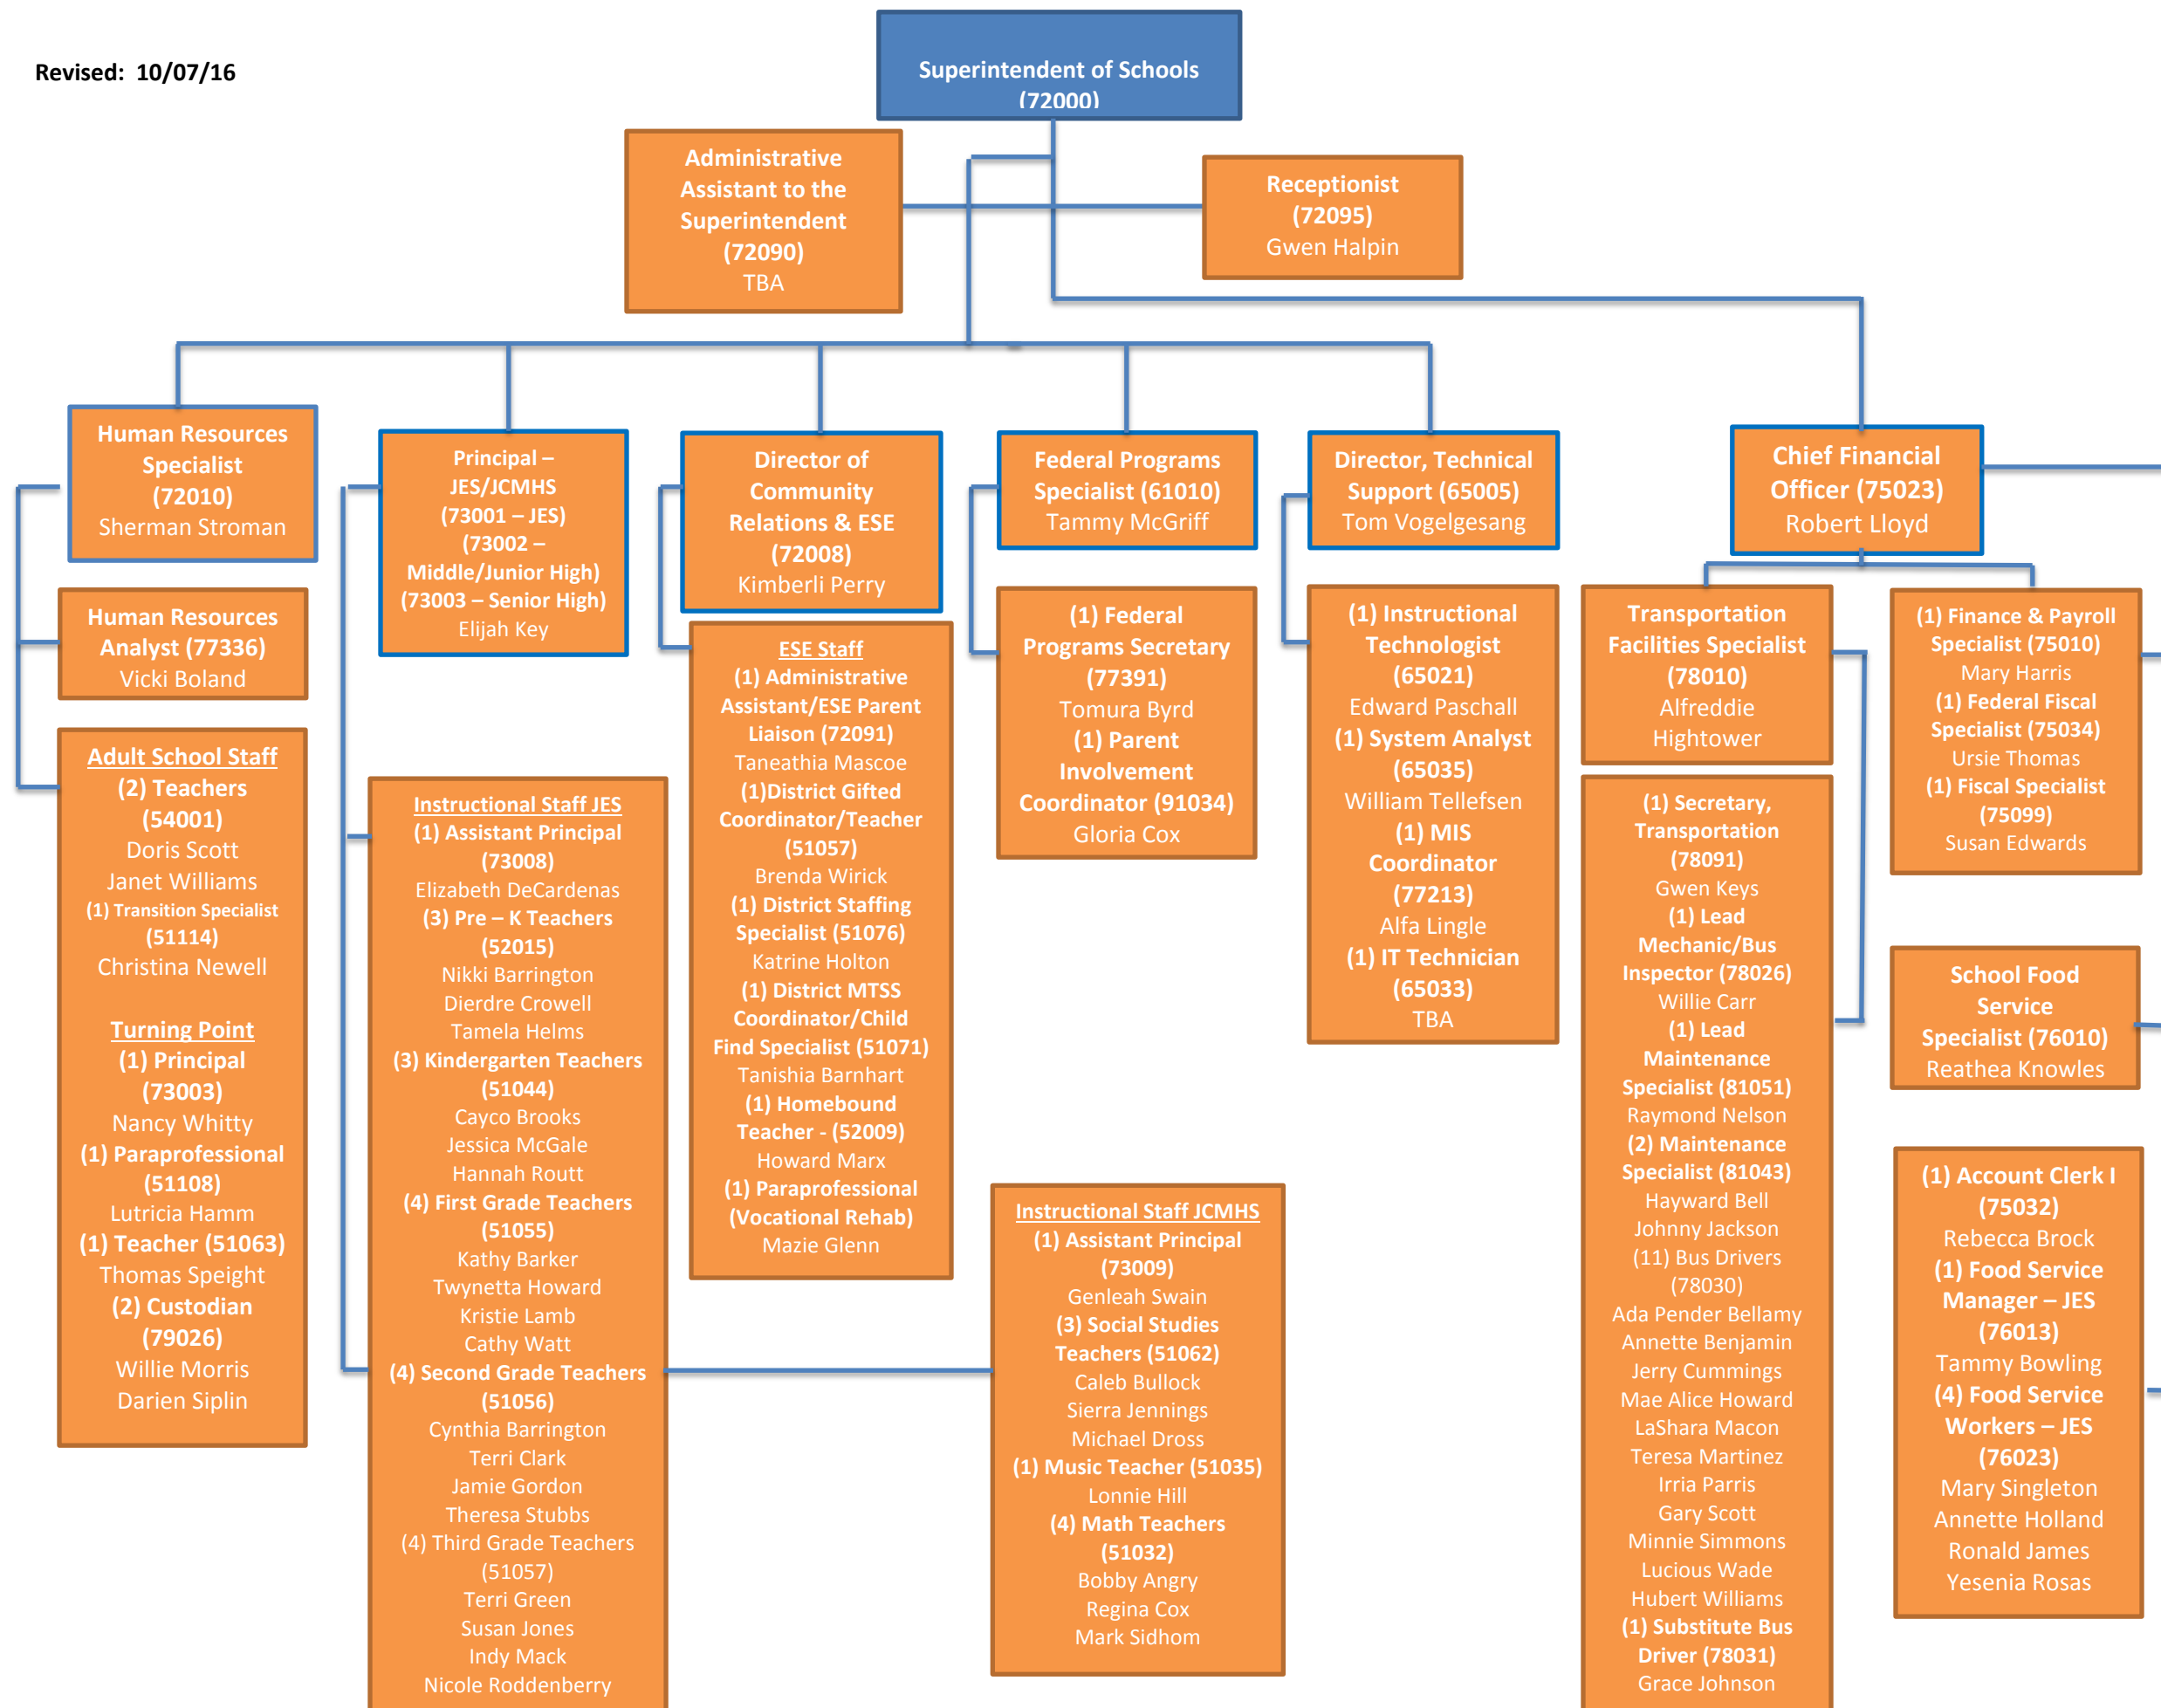 Revised: 10/07/16
Superintendent of Schools
(72000)
Administrative
Assistant to the
Superintendent
(72090)
TBA
Receptionist
(72095)
Gwen Halpin
Human Resources
Specialist
(72010)
Sherman Stroman
Principal –
JES/JCMHS
(73001 – JES)
(73002 –
Middle/Junior High)
(73003 – Senior High)
Elijah Key
Director of
Community
Relations & ESE
(72008)
Kimberli Perry
Federal Programs
Specialist (61010)
Tammy McGriff
Director, Technical
Support (65005)
Tom Vogelgesang
Chief Financial
Officer (75023)
Robert Lloyd
Human Resources
Analyst (77336)
Vicki Boland
Adult School Staff
(2) Teachers
(54001)
Doris Scott
Janet Williams
(1) Transition Specialist
(51114)
Christina Newell
Turning Point
(1) Principal
(73003)
Nancy Whitty
(1) Paraprofessional
(51108)
Lutricia Hamm
(1) Teacher (51063)
Thomas Speight
(2) Custodian
(79026)
Willie Morris
Darien Siplin
Instructional Staff JES
(1) Assistant Principal
(73008)
Elizabeth DeCardenas
(3) Pre – K Teachers
(52015)
Nikki Barrington
Dierdre Crowell
Tamela Helms
(3) Kindergarten Teachers
(51044)
Cayco Brooks
Jessica McGale
Hannah Routt
(4) First Grade Teachers
(51055)
Kathy Barker
Twynetta Howard
Kristie Lamb
Cathy Watt
(4) Second Grade Teachers
(51056)
Cynthia Barrington
Terri Clark
Jamie Gordon
Theresa Stubbs
(4) Third Grade Teachers
(51057)
Terri Green
Susan Jones
Indy Mack
Nicole Roddenberry
ESE Staff
(1) Administrative
Assistant/ESE Parent
Liaison (72091)
Taneathia Mascoe
(1)District Gifted
Coordinator/Teacher
(51057)
Brenda Wirick
(1) District Staffing
Specialist (51076)
Katrine Holton
(1) District MTSS
Coordinator/Child
Find Specialist (51071)
Tanishia Barnhart
(1) Homebound
Teacher - (52009)
Howard Marx
(1) Paraprofessional
(Vocational Rehab)
Mazie Glenn
(1) Federal
Programs Secretary
(77391)
Tomura Byrd
(1) Parent
Involvement
Coordinator (91034)
Gloria Cox
Instructional Staff JCMHS
(1) Assistant Principal
(73009)
Genleah Swain
(3) Social Studies
Teachers (51062)
Caleb Bullock
Sierra Jennings
Michael Dross
(1) Music Teacher (51035)
Lonnie Hill
(4) Math Teachers
(51032)
Bobby Angry
Regina Cox
Mark Sidhom
(1) Instructional
Technologist
(65021)
Edward Paschall
(1) System Analyst
(65035)
William Tellefsen
(1) MIS
Coordinator
(77213)
Alfa Lingle
(1) IT Technician
(65033)
TBA
Transportation
Facilities Specialist
(78010)
Alfreddie
Hightower
(1) Secretary,
Transportation
(78091)
Gwen Keys
(1) Lead
Mechanic/Bus
Inspector (78026)
Willie Carr
(1) Lead
Maintenance
Specialist (81051)
Raymond Nelson
(2) Maintenance
Specialist (81043)
Hayward Bell
Johnny Jackson
(11) Bus Drivers
(78030)
Ada Pender Bellamy
Annette Benjamin
Jerry Cummings
Mae Alice Howard
LaShara Macon
Teresa Martinez
Irria Parris
Gary Scott
Minnie Simmons
Lucious Wade
Hubert Williams
(1) Substitute Bus
Driver (78031)
Grace Johnson
(1) Finance & Payroll
Specialist (75010)
Mary Harris
(1) Federal Fiscal
Specialist (75034)
Ursie Thomas
(1) Fiscal Specialist
(75099)
Susan Edwards
School Food
Service
Specialist (76010)
Reathea Knowles
(1) Account Clerk I
(75032)
Rebecca Brock
(1) Food Service
Manager – JES
(76013)
Tammy Bowling
(4) Food Service
Workers – JES
(76023)
Mary Singleton
Annette Holland
Ronald James
Yesenia Rosas